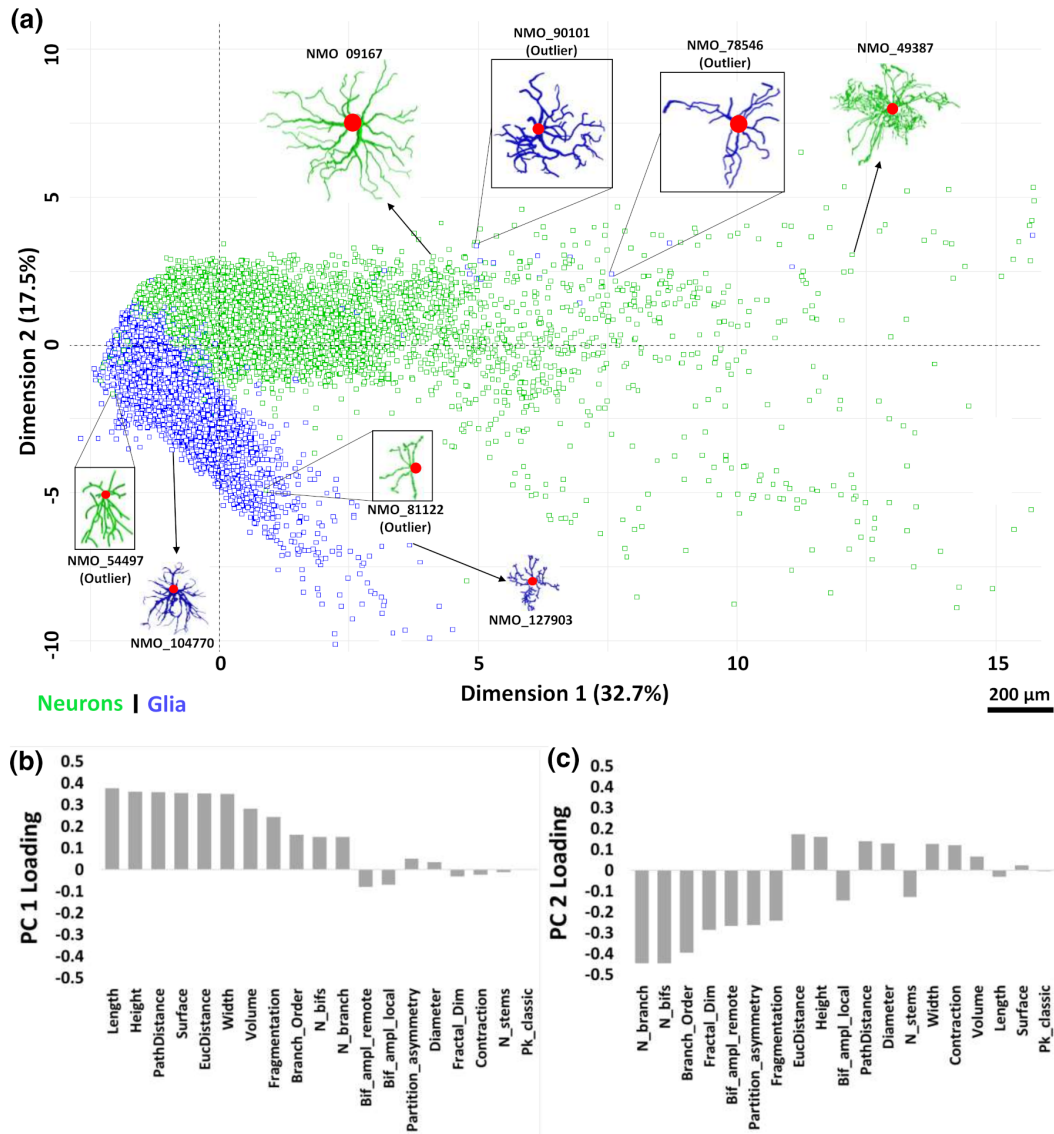 (a)
10
5
0
-5
-10
Dimension 2 (17.5%)
NMO_09167
NMO_90101
(Outlier)
NMO_78546
(Outlier)
NMO_49387
NMO_54497
(Outlier)
NMO_104770
NMO_81122
(Outlier)
NMO_127903
0
5
10
15
Dimension 1 (32.7%)
Neurons | Glia
200 µm
(b)
PC 1 Loading
0.5
0.4
0.3
0.2
0.1
0
-0.1
-0.2
-0.3
-0.4
-0.5
Length
Height
PathDistance
Surface
EucDistance
Width
Volume
Fragmentation
Branch_Order
N_bifs
N_branch
Bif_ampl_remote
Bif_ampl_local
Partition_asymmetry
Diameter
Fractal_Dim
Contraction
N_stems
Pk_classic
(c)
PC 2 Loading
0.5
0.4
0.3
0.2
0.1
0
-0.1
-0.2
-0.3
-0.4
-0.5
N_branch
N_bifs
Branch_Order
Fractal_Dim
Bif_ampl_remote
Partition_asymmetry
Fragmentation
EucDistance
Height
Bif_ampl_local
PathDistance
Diameter
N_stems
Width
Contraction
Volume
Length
Surface
Pk_classic